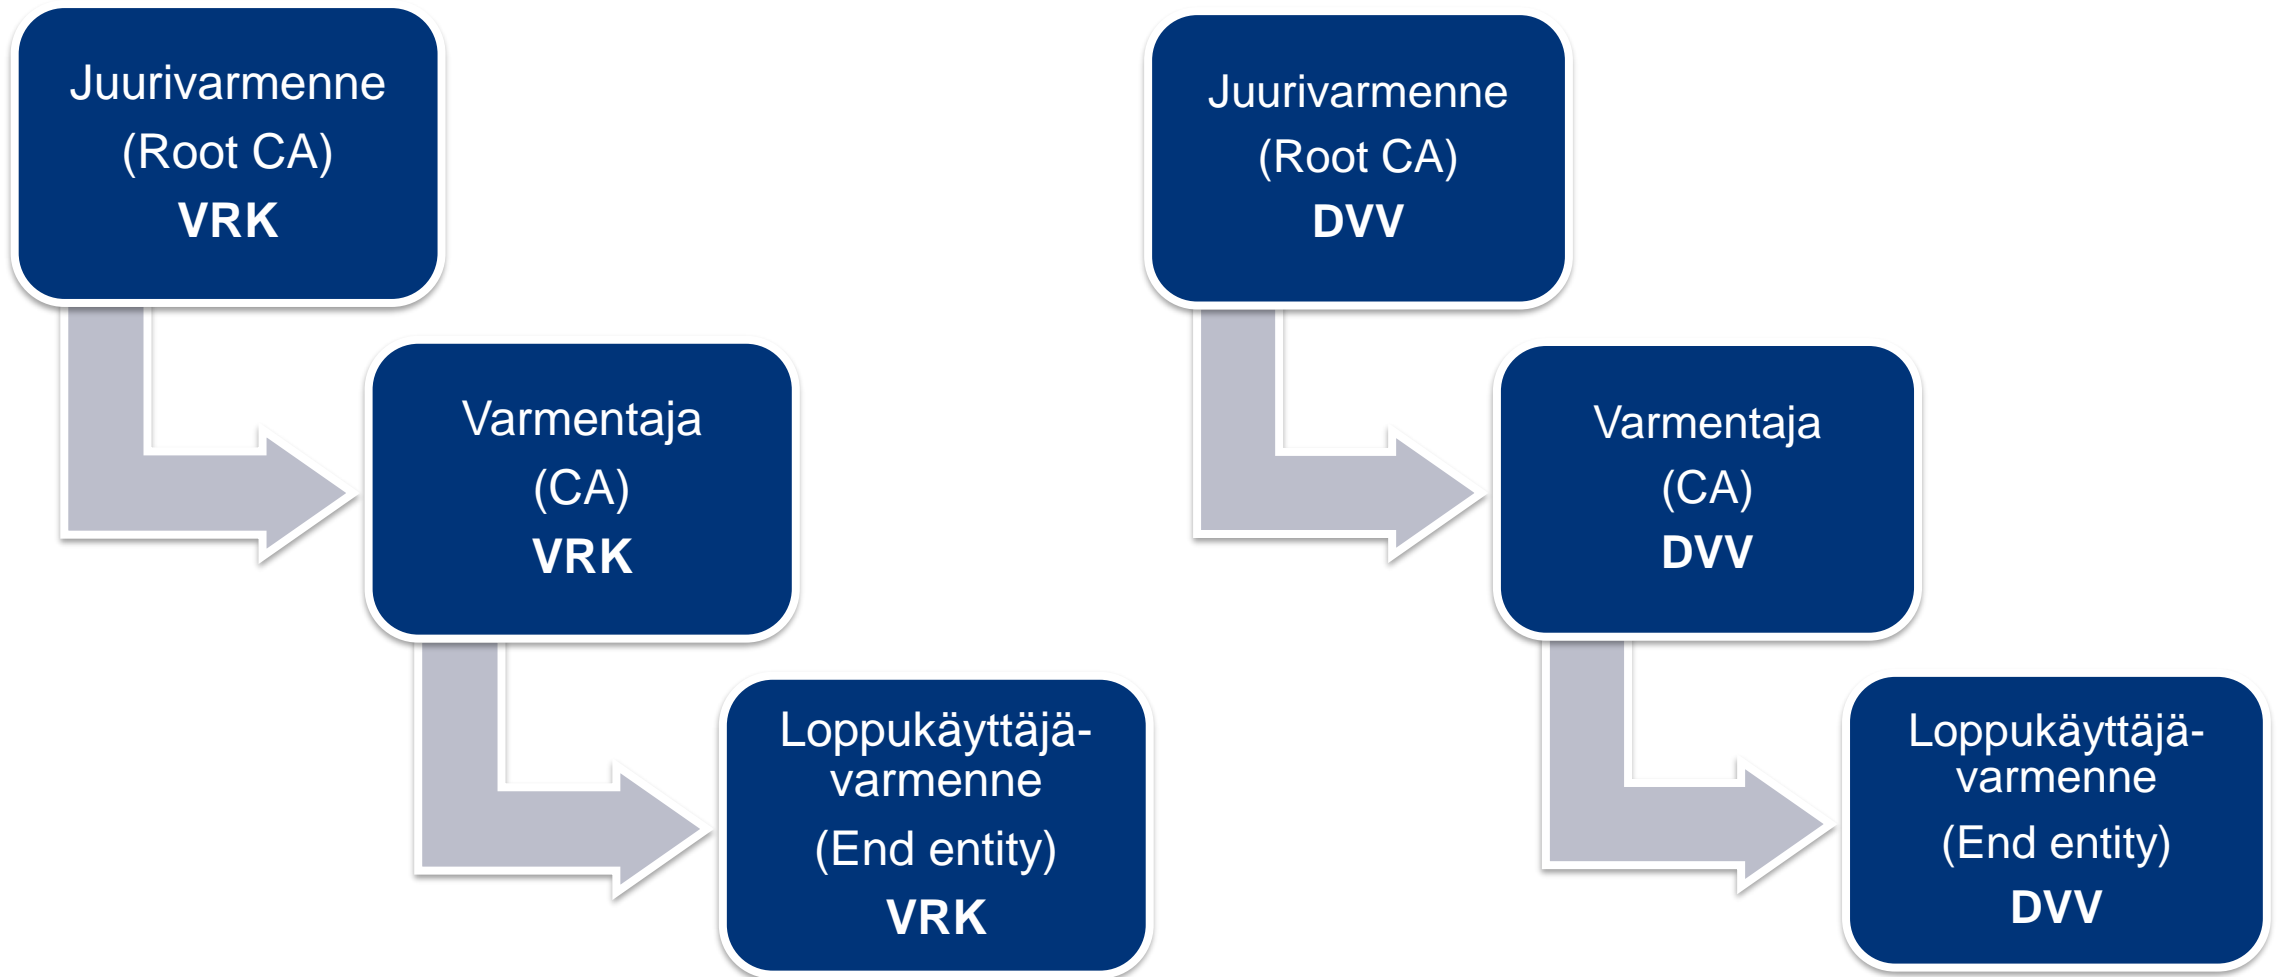 Juurivarmenne
(Root CA)
VRK
Varmentaja
(CA)
VRK
Loppukäyttäjä-
varmenne
(End entity)
VRK
Juurivarmenne
(Root CA)
DVV
Varmentaja
(CA)
DVV
Loppukäyttäjä-
varmenne
(End entity)
DVV